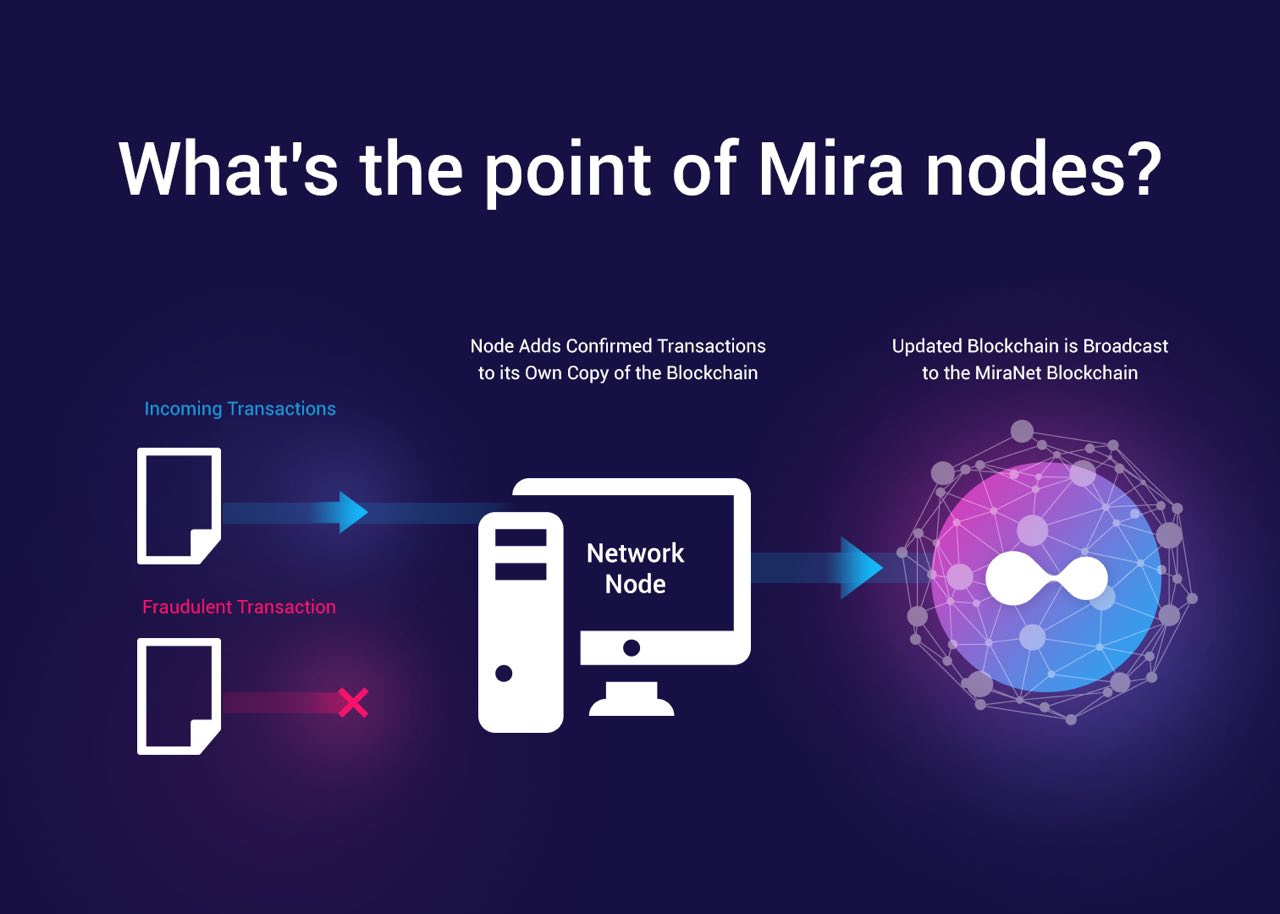 What's the point of Mira nodes?
Node Adds Confirmed Transactions
to its Own Copy of the Blockchain
Updated Blockchain is Broadcast
to the MiraNet Blockchain
Incoming Transactions
Network
Node
Fraudulent Transaction